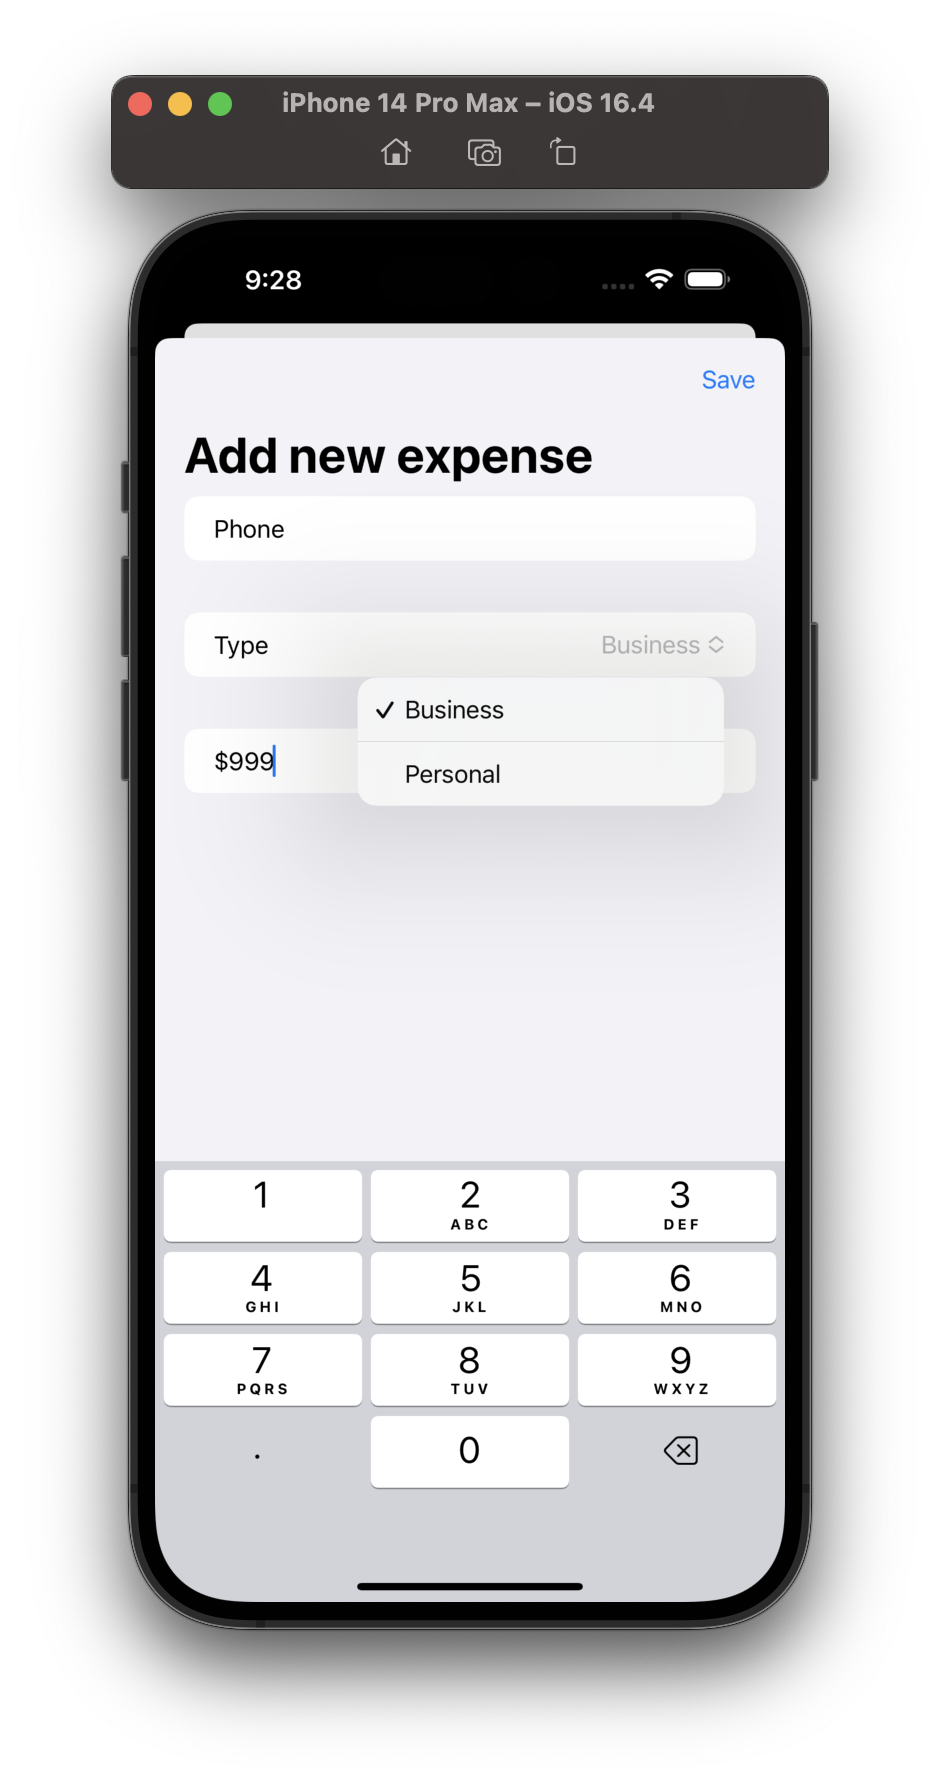 iPhone 14 Pro Max – iOS 16.4
9:28
Save
Add new expense
Phone
Type Business
✓ Business
$999
Personal
1 2 3
ABC DEF
4 5 6
GHI JKL MNO
7 8 9
PQRS TUV WXYZ
. 0